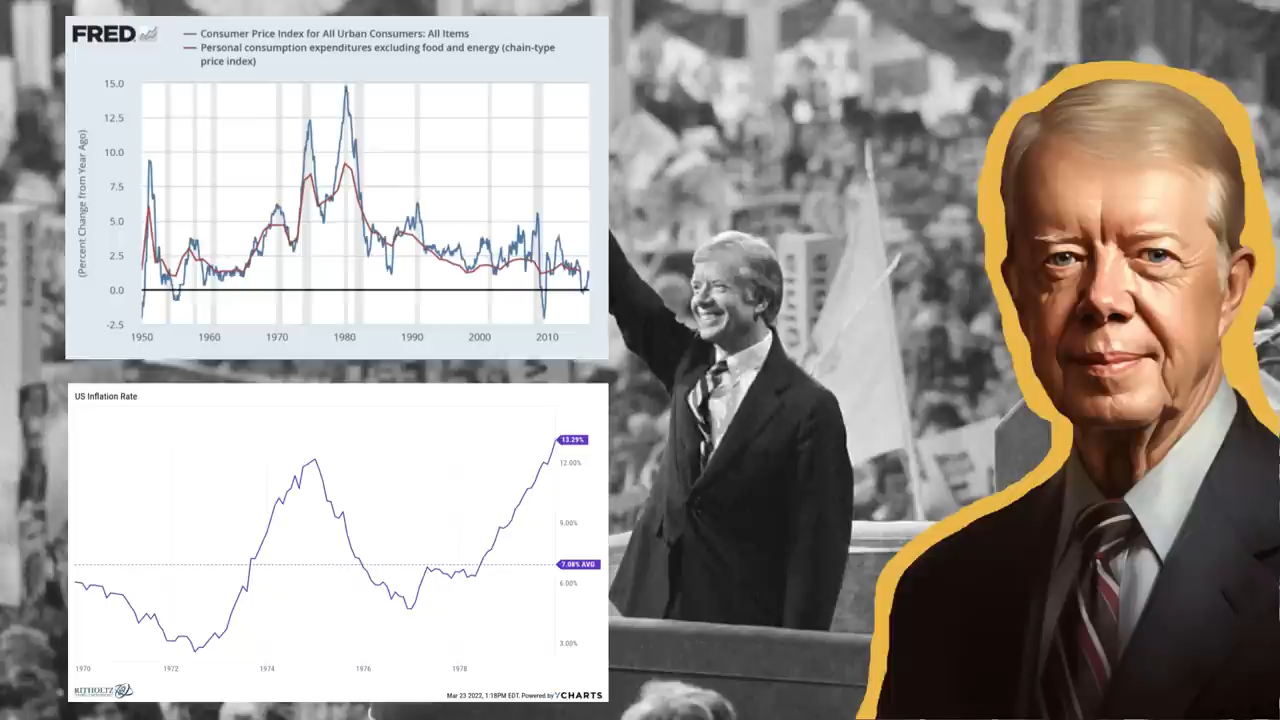 FRED
Consumer Price Index for All Urban Consumers: All Items
Personal consumption expenditures excluding food and energy (chain-type
price index)
(Percent Change from Year Ago)
15.0
12.5
10.0
7.5
5.0
2.5
0.0
-2.5
1950 1960 1970 1980 1990 2000 2010
US Inflation Rate
13.29%
12.00%
9.00%
7.08% AVG
6.00%
3.00%
1970 1972 1974 1976 1978
RITHOLTZ
Mar 23 2022, 1:18PM EDT. Powered by YCHARTS